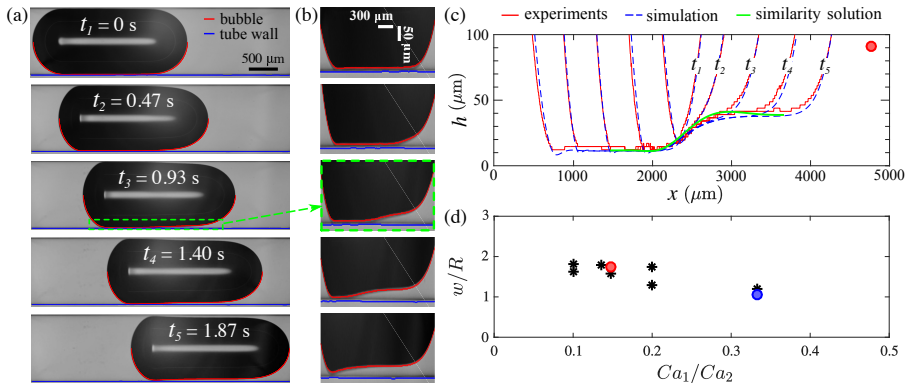 (a)
t1 = 0 s
bubble
tube wall
500 μm
t2 = 0.47 s
t3 = 0.93 s
t4 = 1.40 s
t5 = 1.87 s
(b)
300 μm
50 μm
(c)
experiments
simulation
similarity solution
h (μm)
100
50
0
t1 t2 t3 t4 t5
0 1000 2000 3000 4000 5000
x (μm)
(d)
w/R
3
2
1
0
0 0.1 0.2 0.3 0.4 0.5
Ca1/Ca2